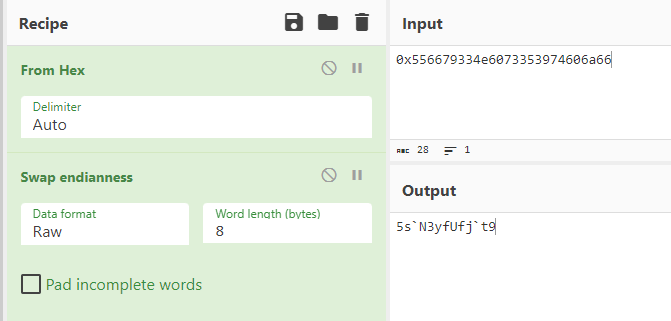 Recipe
From Hex
Delimiter
Auto
Swap endianness
Data format
Raw
Word length (bytes)
8
Pad incomplete words
Input
0x556679334e6073353974606a66
ABC 28 1
Output
5s`N3yfUfj`t9